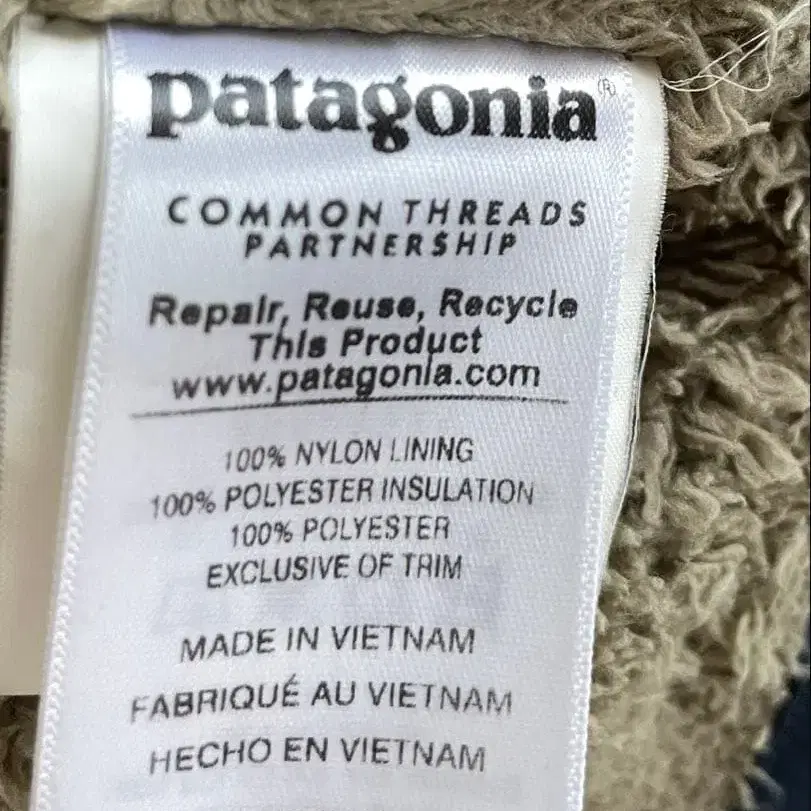 patagonia®
COMMON THREADS
PARTNERSHIP
Repair, Reuse, Recycle
This Product
www.patagonia.com
100% NYLON LINING
100% POLYESTER INSULATION
100% POLYESTER
EXCLUSIVE OF TRIM
MADE IN VIETNAM
FABRIQUÉ AU VIETNAM
HECHO EN VIETNAM